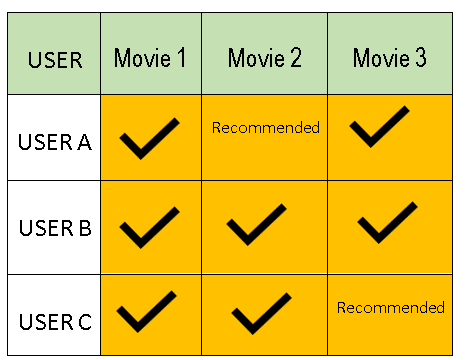 USER Movie 1 Movie 2 Movie 3
USER A Recommended
USER B
USER C Recommended